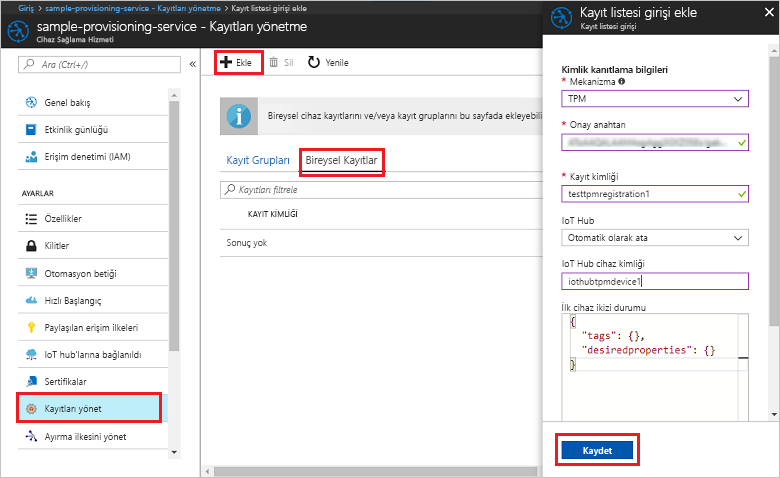 Giriş › sample-provisioning-service - Kayıtları yönetme › Kayıt listesi girişi ekle
sample-provisioning-service - Kayıtları yönetme
Cihaz Sağlama Hizmeti
Ara (Ctrl+/)
Genel bakış
Etkinlik günlüğü
Erişim denetimi (IAM)
AYARLAR
Özellikler
Kilitler
Otomasyon betiği
Hızlı Başlangıç
Paylaşılan erişim ilkeleri
IoT hub'larına bağlanıldı
Sertifikalar
Kayıtları yönet
Ayırma ilkesini yönet
Ekle
Sil
Yenile
Bireysel cihaz kayıtlarını ve/veya kayıt gruplarını bu sayfada ekleyebili
Kayıt Grupları
Bireysel Kayıtlar
Kayıtları filtrele
KAYIT KİMLİĞİ
Sonuç yok
Kayıt listesi girişi ekle
Kayıt listesi girişi
Kimlik kanıtlama bilgileri
* Mekanizma
TPM
* Onay anahtarı
* Kayıt kimliği
testtpmregistration1
IoT Hub
Otomatik olarak ata
IoT Hub cihaz kimliği
iothubtpmdevice1
İlk cihaz ikizi durumu
{
"tags": {},
"desiredproperties": {}
}
Kaydet